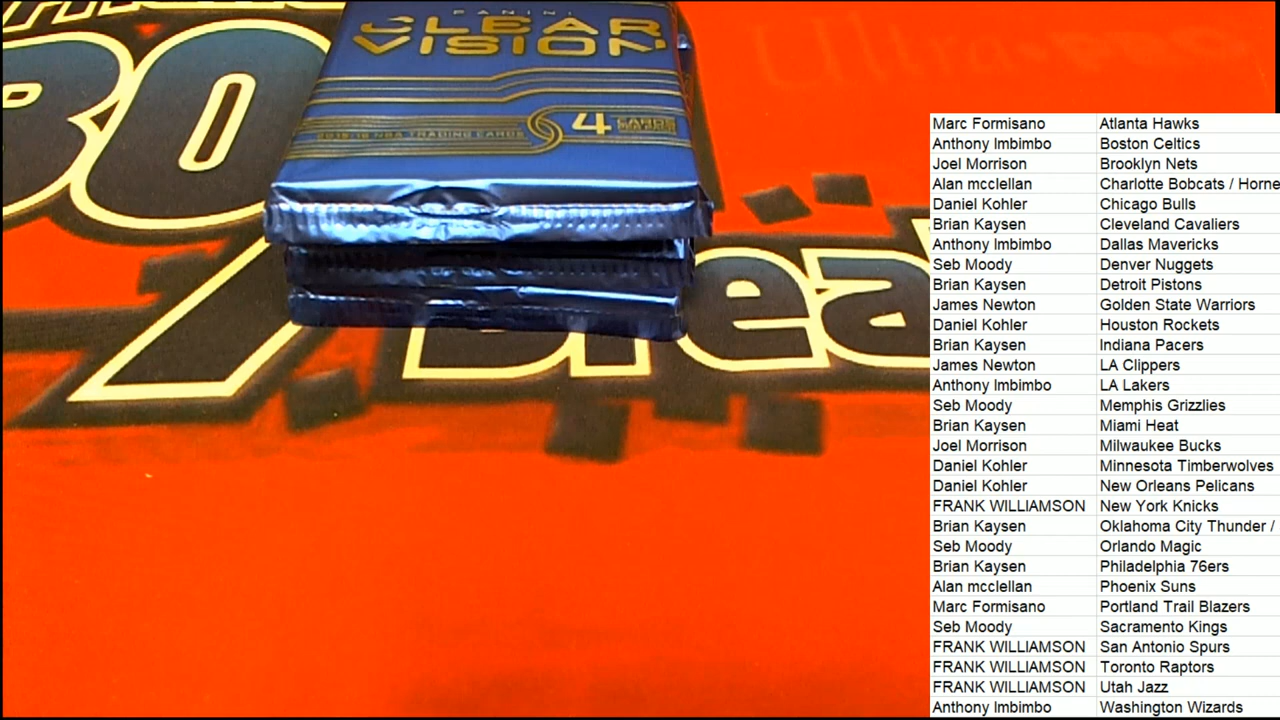 PANINI
CLEAR
VISION
2015-16 NBA TRADING CARDS
4 CARDS
Brea
Marc Formisano Atlanta Hawks
Anthony Imbimbo Boston Celtics
Joel Morrison Brooklyn Nets
Alan mcclellan Charlotte Bobcats / Horne
Daniel Kohler Chicago Bulls
Brian Kaysen Cleveland Cavaliers
Anthony Imbimbo Dallas Mavericks
Seb Moody Denver Nuggets
Brian Kaysen Detroit Pistons
James Newton Golden State Warriors
Daniel Kohler Houston Rockets
Brian Kaysen Indiana Pacers
James Newton LA Clippers
Anthony Imbimbo LA Lakers
Seb Moody Memphis Grizzlies
Brian Kaysen Miami Heat
Joel Morrison Milwaukee Bucks
Daniel Kohler Minnesota Timberwolves
Daniel Kohler New Orleans Pelicans
FRANK WILLIAMSON New York Knicks
Brian Kaysen Oklahoma City Thunder /
Seb Moody Orlando Magic
Brian Kaysen Philadelphia 76ers
Alan mcclellan Phoenix Suns
Marc Formisano Portland Trail Blazers
Seb Moody Sacramento Kings
FRANK WILLIAMSON San Antonio Spurs
FRANK WILLIAMSON Toronto Raptors
FRANK WILLIAMSON Utah Jazz
Anthony Imbimbo Washington Wizards